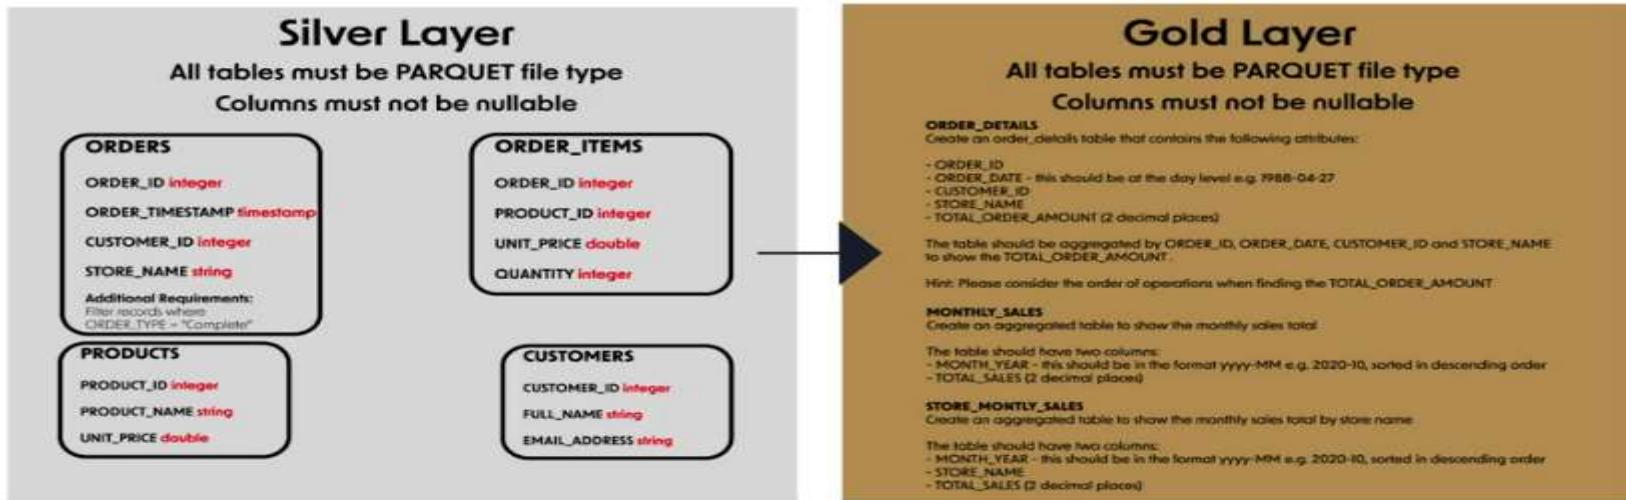 Silver Layer
All tables must be PARQUET file type
Columns must not be nullable
ORDERS
ORDER_ID integer
ORDER_TIMESTAMP timestamp
CUSTOMER_ID integer
STORE_NAME string
Additional Requirements:
Filter records where
ORDER_TYPE = "Complete"
ORDER_ITEMS
ORDER_ID integer
PRODUCT_ID integer
UNIT_PRICE double
QUANTITY integer
PRODUCTS
PRODUCT_ID integer
PRODUCT_NAME string
UNIT_PRICE double
CUSTOMERS
CUSTOMER_ID integer
FULL_NAME string
EMAIL_ADDRESS string
Gold Layer
All tables must be PARQUET file type
Columns must not be nullable
ORDER_DETAILS
Create an order_details table that contains the following attributes:
- ORDER_ID
- ORDER_DATE - this should be at the day level e.g. 1988-04-27
- CUSTOMER_ID
- STORE_NAME
- TOTAL_ORDER_AMOUNT (2 decimal places)
The table should be aggregated by ORDER_ID, ORDER_DATE, CUSTOMER_ID and STORE_NAME
to show the TOTAL_ORDER_AMOUNT.
Hint: Please consider the order of operations when finding the TOTAL_ORDER_AMOUNT
MONTHLY_SALES
Create an aggregated table to show the monthly sales total
The table should have two columns:
- MONTH_YEAR - this should be in the format yyyy-MM e.g. 2020-10, sorted in descending order
- TOTAL_SALES (2 decimal places)
STORE_MONTLY_SALES
Create an aggregated table to show the monthly sales total by store name
The table should have two columns:
- MONTH_YEAR - this should be in the format yyyy-MM e.g. 2020-10, sorted in descending order
- STORE_NAME
- TOTAL_SALES (2 decimal places)